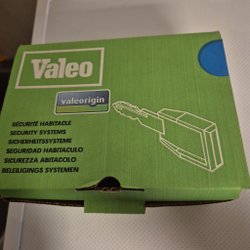 Valeo
valeorigin
SÉCURITÉ HABITACLE
SECURITY SYSTEMS
SICHERHEITSSYSTEME
SEGURIDAD HABITÁCULO
SICUREZZA ABITACOLO
BEVEILIGINGS SYSTEMEN